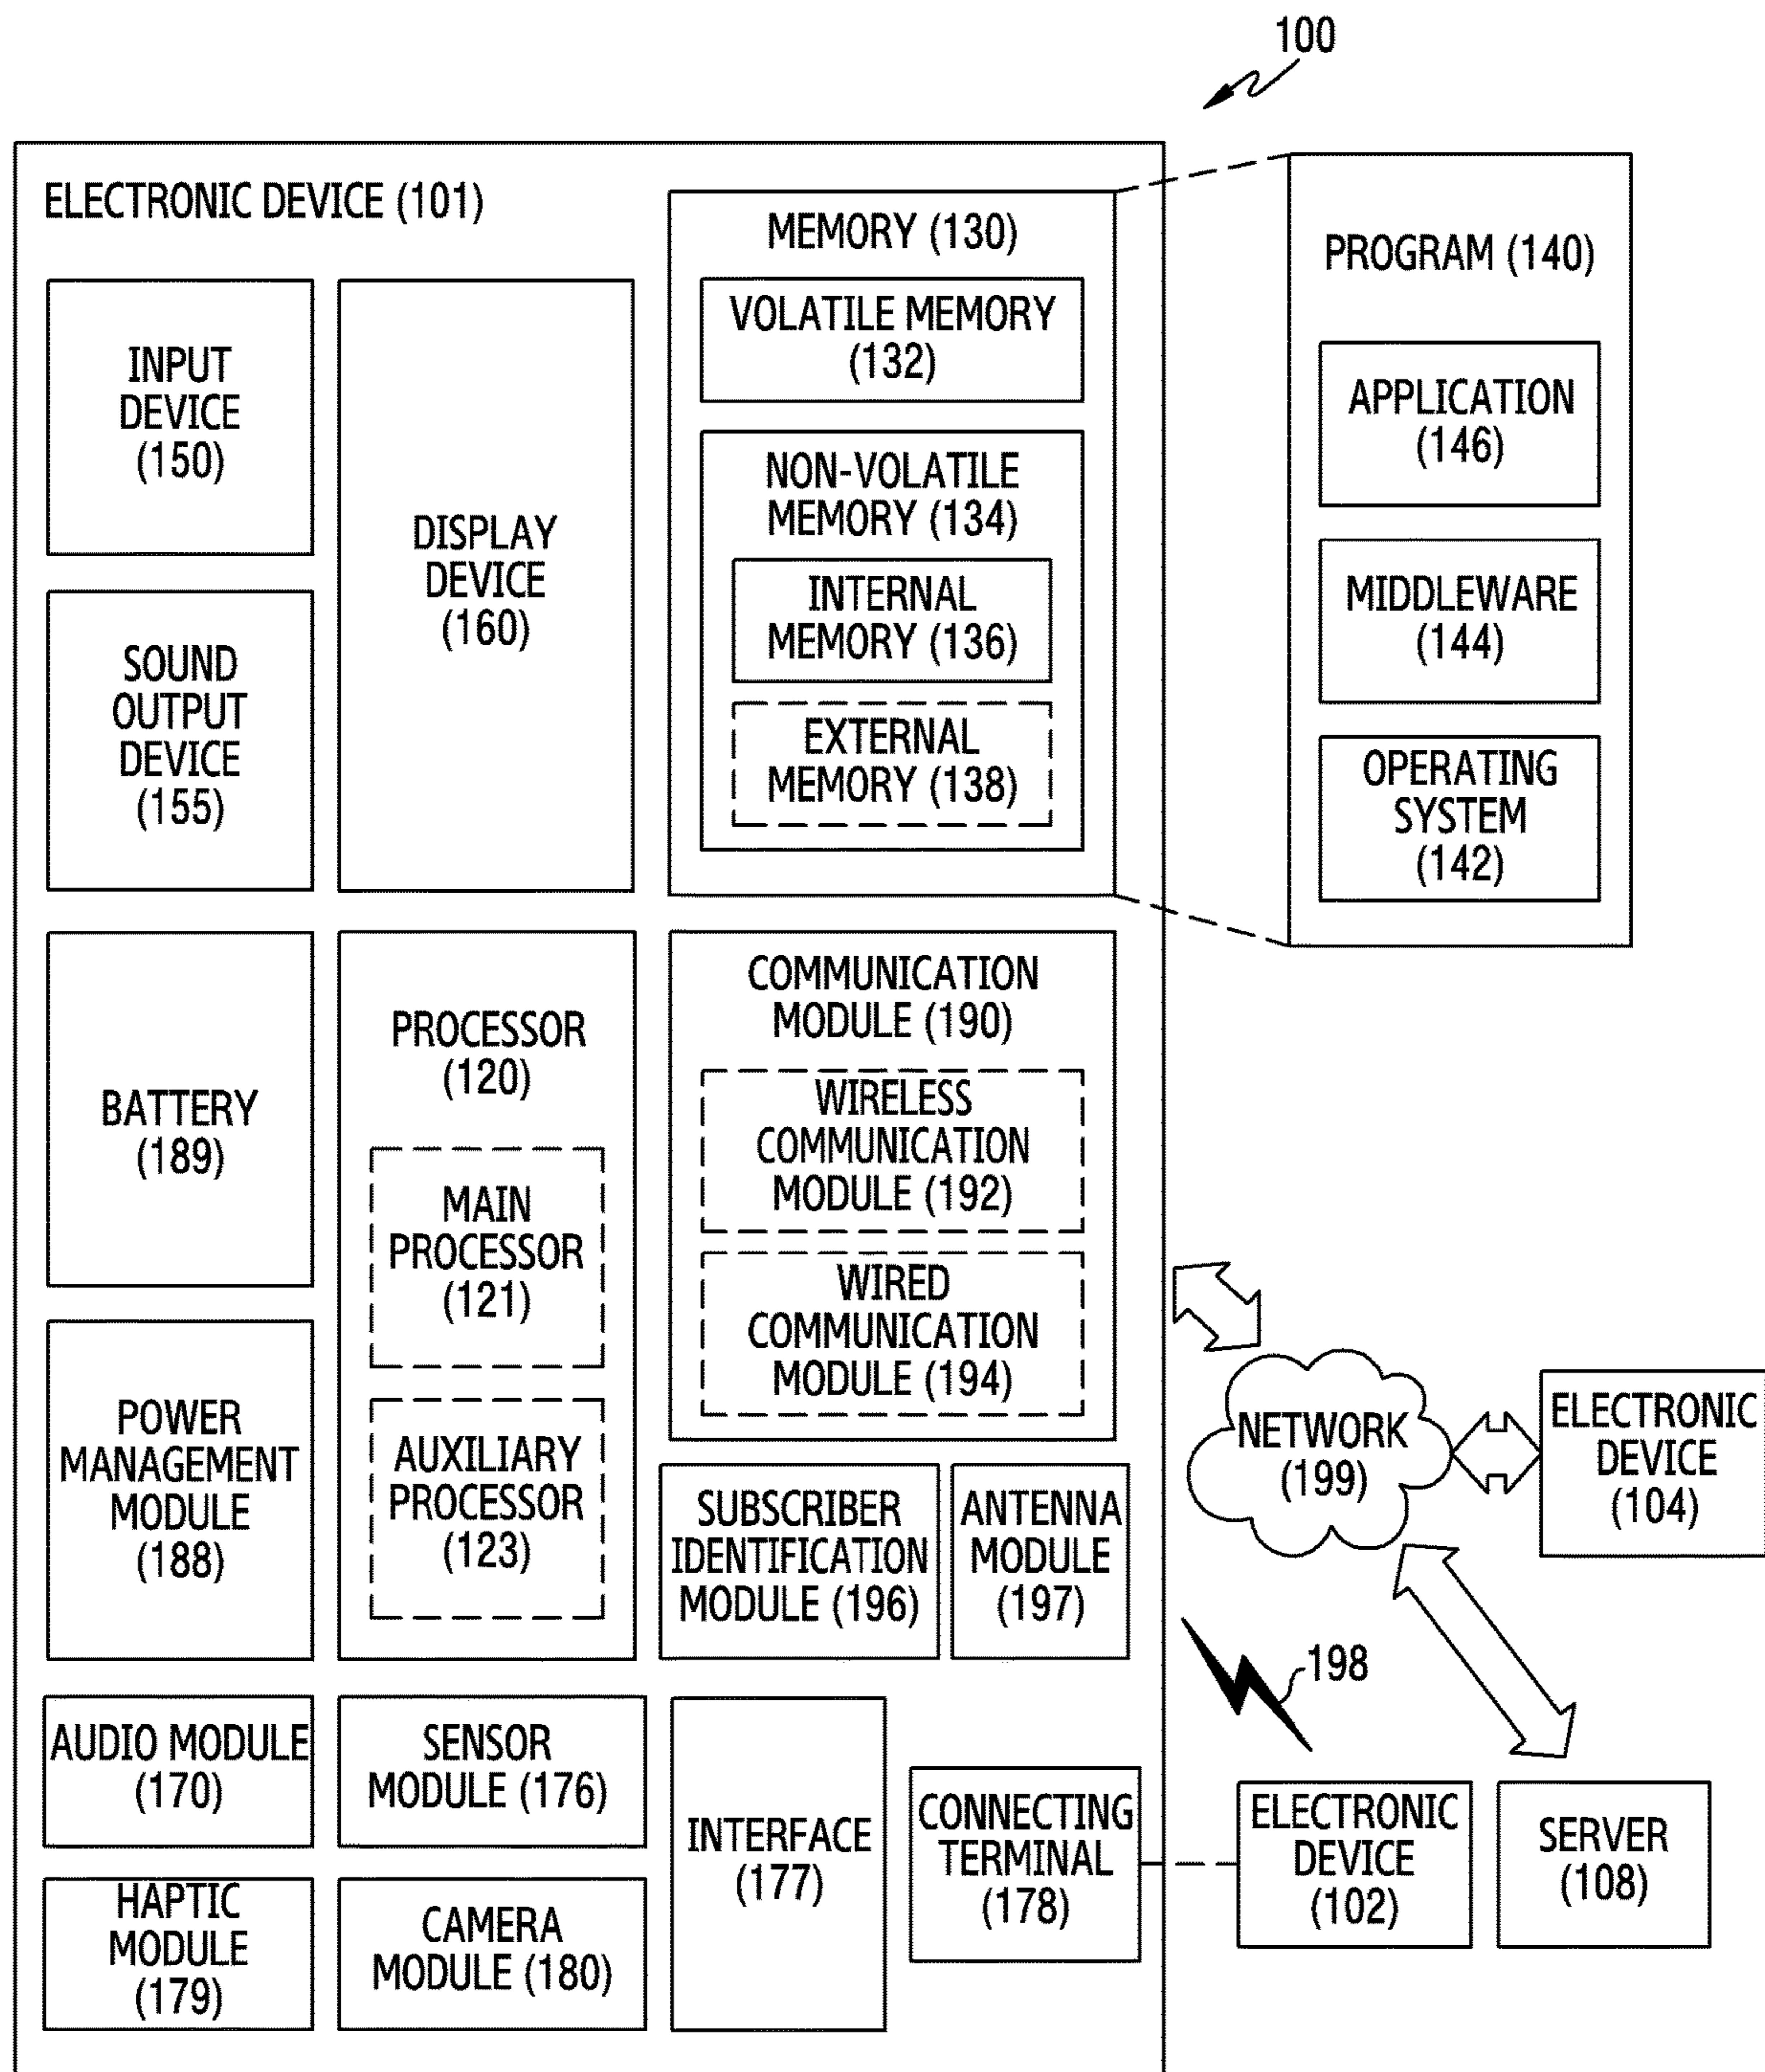 100
ELECTRONIC DEVICE (101)
INPUT
DEVICE
(150)
SOUND
OUTPUT
DEVICE
(155)
DISPLAY
DEVICE
(160)
MEMORY (130)
VOLATILE MEMORY
(132)
NON-VOLATILE
MEMORY (134)
INTERNAL
MEMORY (136)
EXTERNAL
MEMORY (138)
PROGRAM (140)
APPLICATION
(146)
MIDDLEWARE
(144)
OPERATING
SYSTEM
(142)
BATTERY
(189)
POWER
MANAGEMENT
MODULE
(188)
PROCESSOR
(120)
MAIN
PROCESSOR
(121)
AUXILIARY
PROCESSOR
(123)
COMMUNICATION
MODULE (190)
WIRELESS
COMMUNICATION
MODULE (192)
WIRED
COMMUNICATION
MODULE (194)
SUBSCRIBER
IDENTIFICATION
MODULE (196)
ANTENNA
MODULE
(197)
NETWORK
(199)
ELECTRONIC
DEVICE
(104)
198
AUDIO MODULE
(170)
SENSOR
MODULE (176)
HAPTIC
MODULE
(179)
CAMERA
MODULE (180)
INTERFACE
(177)
CONNECTING
TERMINAL
(178)
ELECTRONIC
DEVICE
(102)
SERVER
(108)